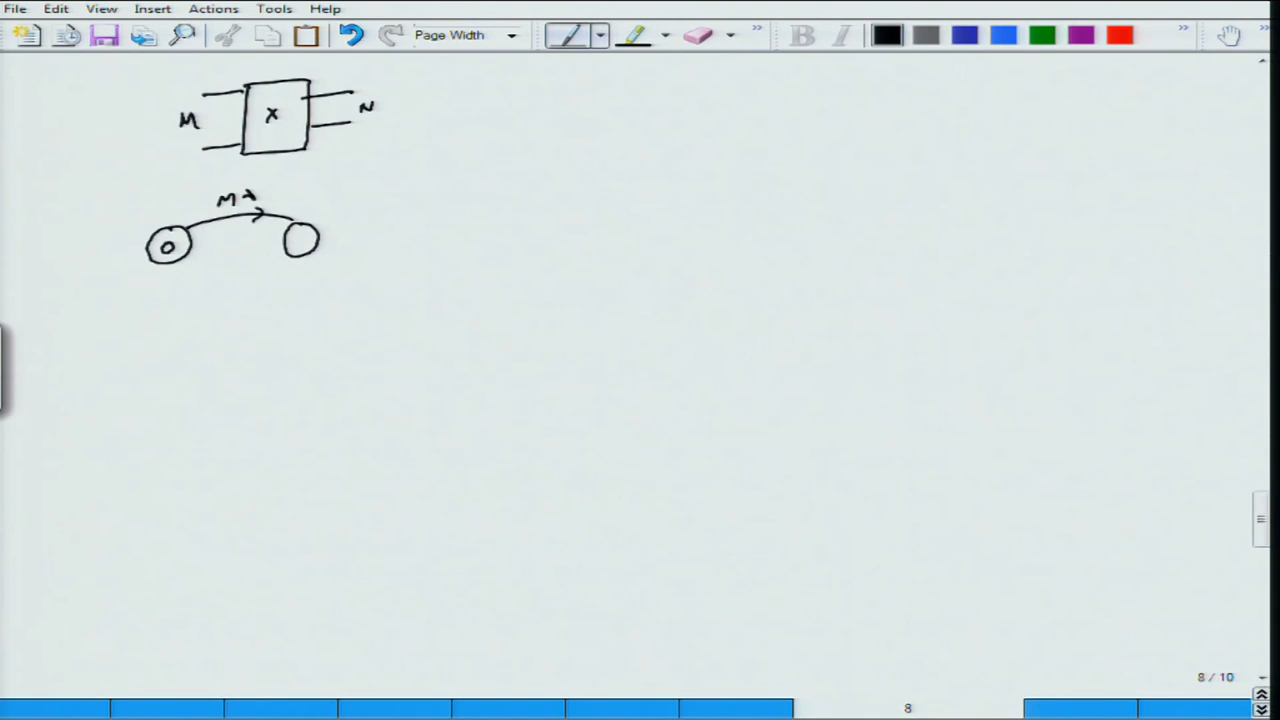 File Edit View Insert Actions Tools Help
Page Width B I
M X N
M λ
0
8 / 10
8